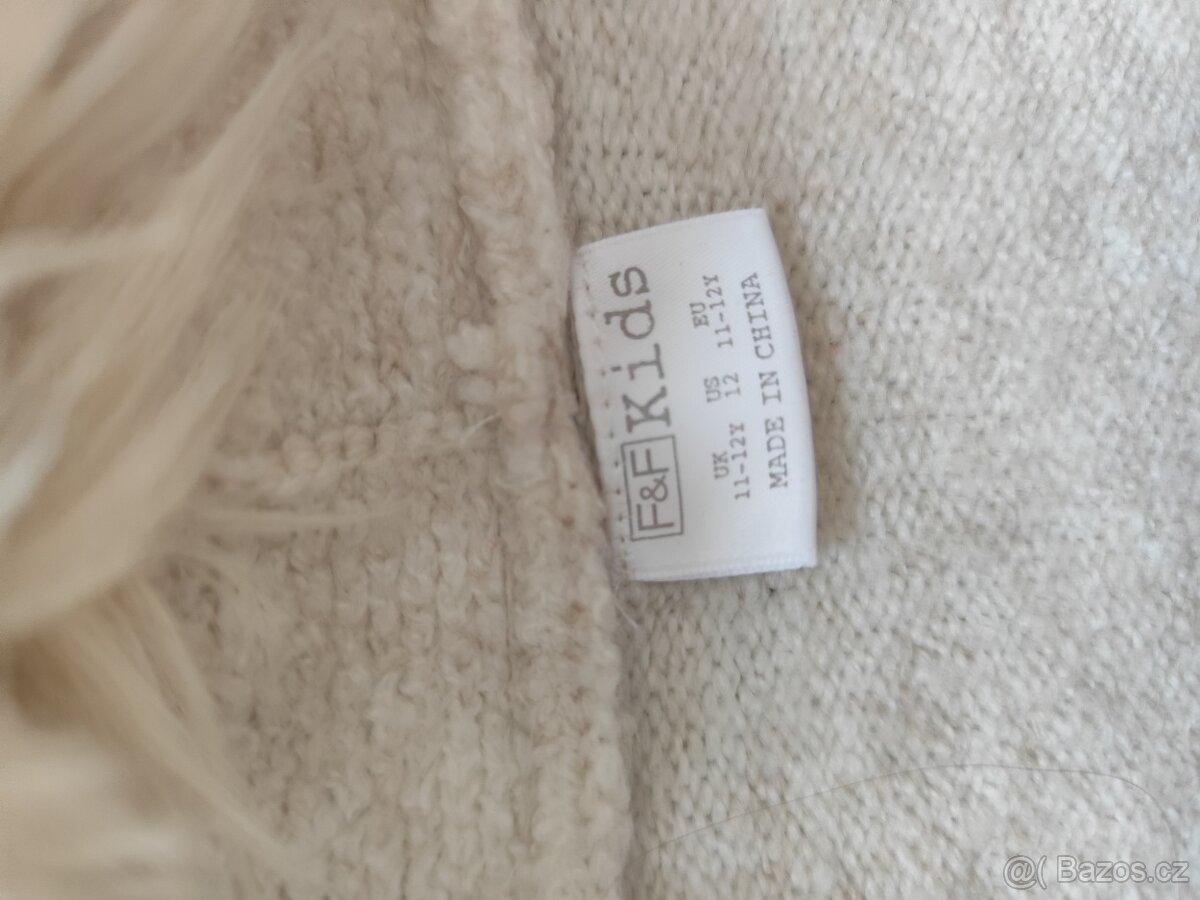 F&F Kids
UK US EU
11-12Y 12 11-12Y
MADE IN CHINA
@( Bazos.cz